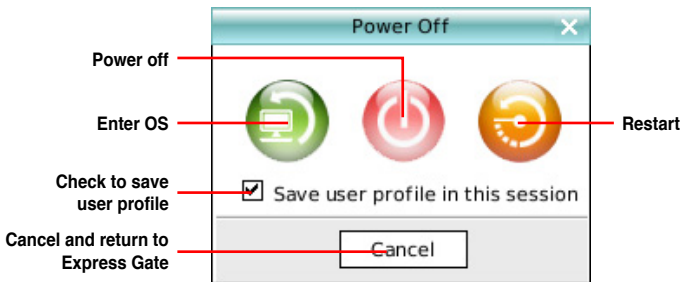 Power Off
Power off
Enter OS
Restart
Check to save
user profile
Save user profile in this session
Cancel and return to
Express Gate
Cancel